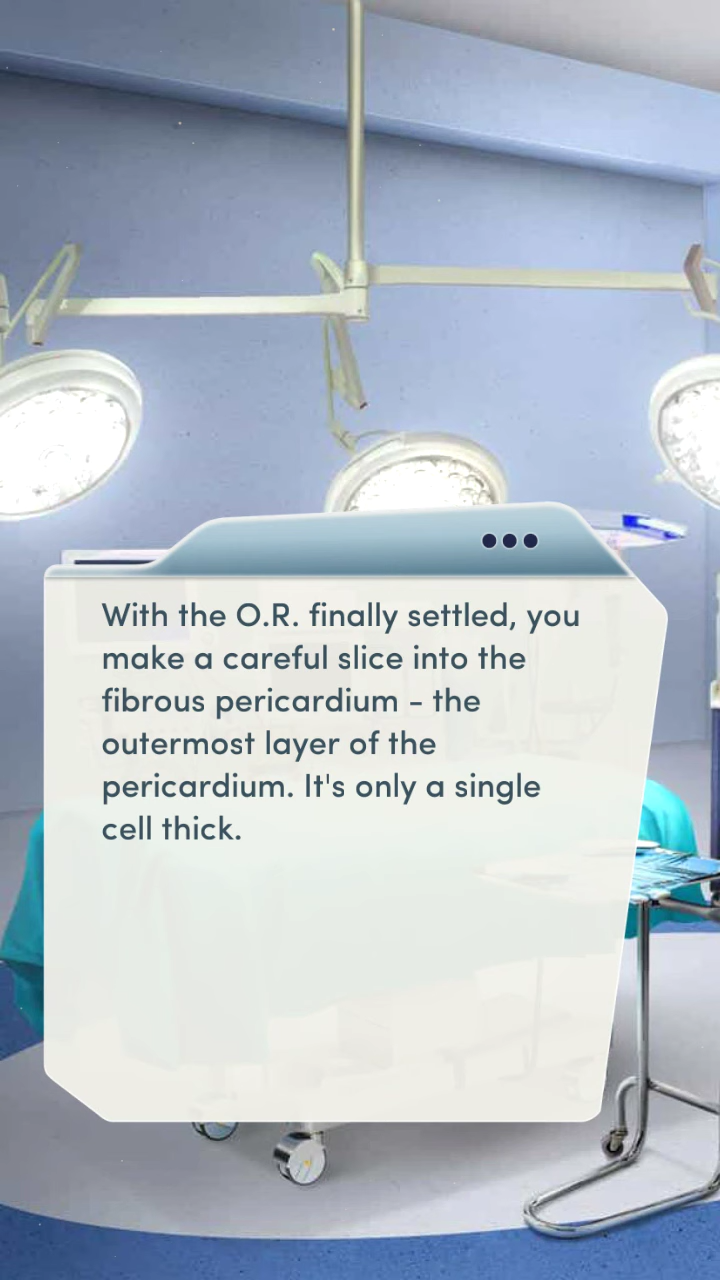 With the O.R. finally settled, you
make a careful slice into the
fibrous pericardium - the
outermost layer of the
pericardium. It's only a single
cell thick.